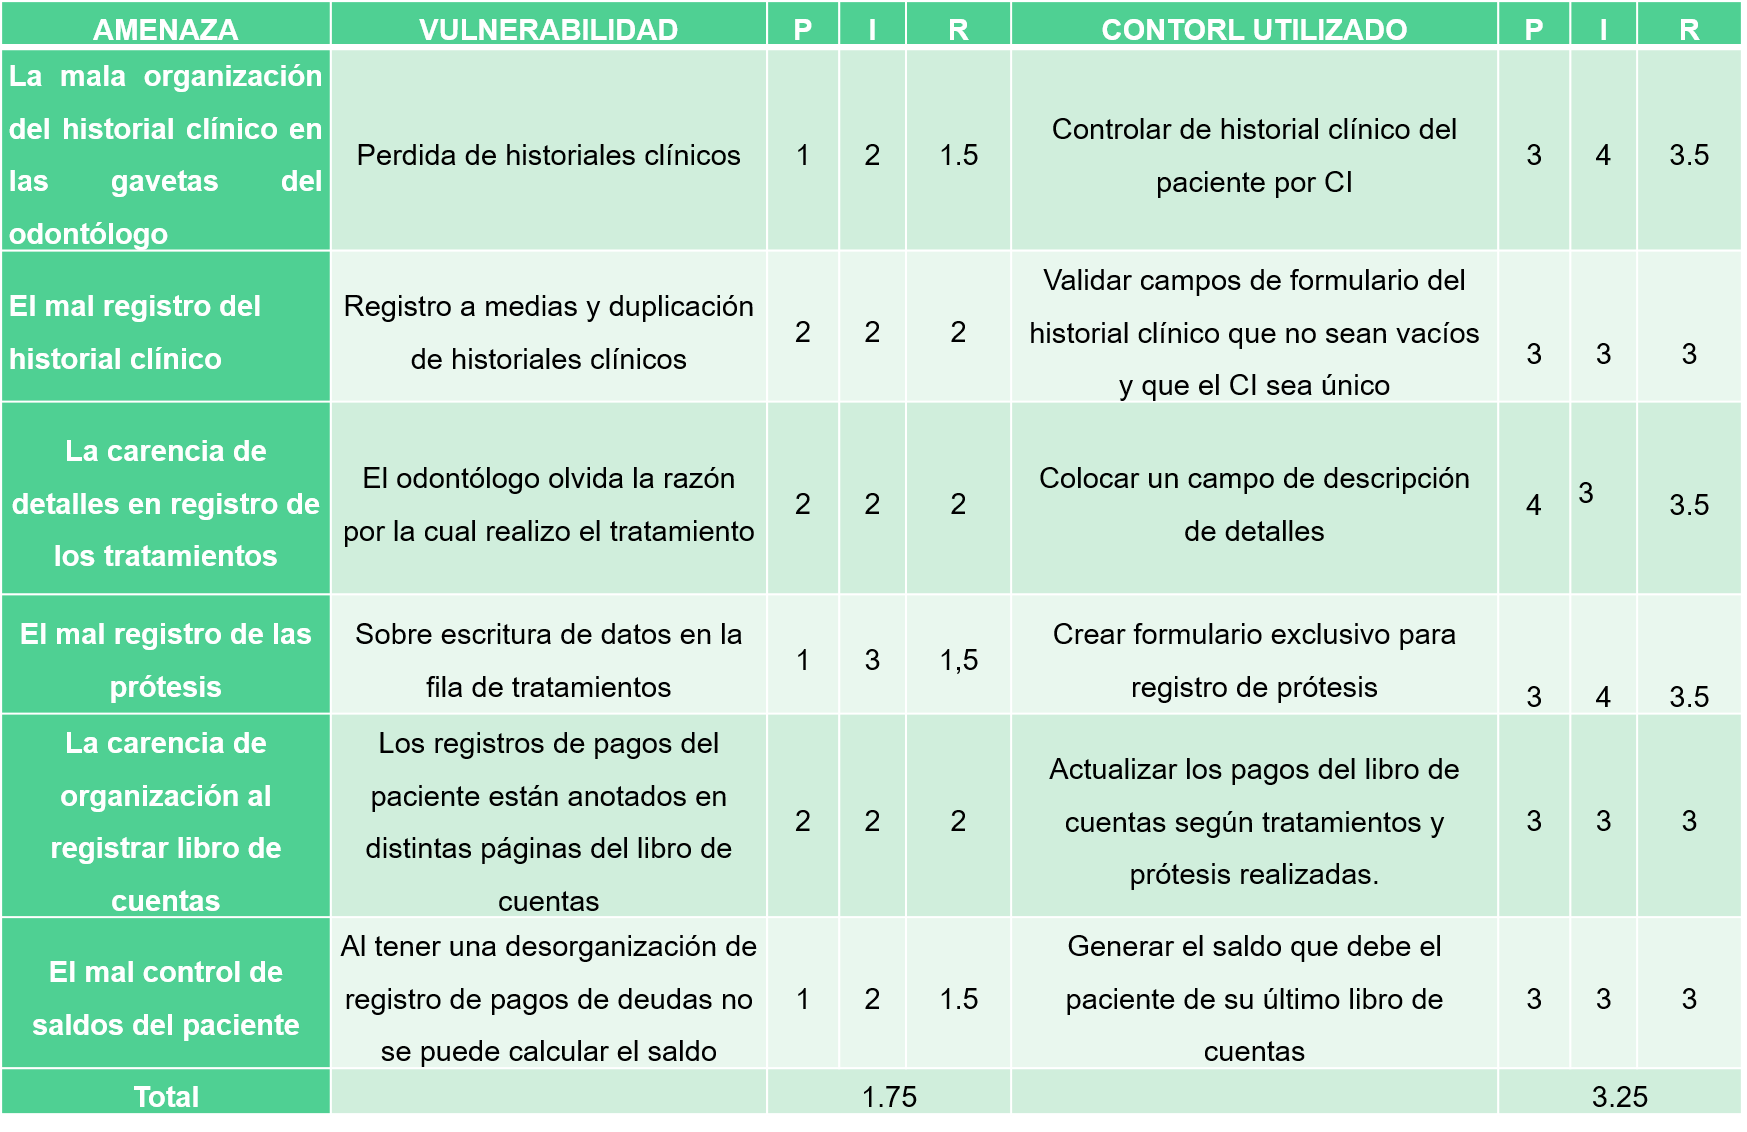 AMENAZA VULNERABILIDAD P I R CONTORL UTILIZADO P I R
La mala organización
del historial clínico en
las gavetas del
odontólogo
Perdida de historiales clínicos
1 2 1.5
Controlar de historial clínico del
paciente por CI
3 4 3.5
El mal registro del
historial clínico
Registro a medias y duplicación
de historiales clínicos
2 2 2
Validar campos de formulario del
historial clínico que no sean vacíos
y que el CI sea único
3 3 3
La carencia de
detalles en registro de
los tratamientos
El odontólogo olvida la razón
por la cual realizo el tratamiento
2 2 2
Colocar un campo de descripción
de detalles
4 3 3.5
El mal registro de las
prótesis
Sobre escritura de datos en la
fila de tratamientos
1 3 1,5
Crear formulario exclusivo para
registro de prótesis
3 4 3.5
La carencia de
organización al
registrar libro de
cuentas
Los registros de pagos del
paciente están anotados en
distintas páginas del libro de
cuentas
2 2 2
Actualizar los pagos del libro de
cuentas según tratamientos y
prótesis realizadas.
3 3 3
El mal control de
saldos del paciente
Al tener una desorganización de
registro de pagos de deudas no
se puede calcular el saldo
1 2 1.5
Generar el saldo que debe el
paciente de su último libro de
cuentas
3 3 3
Total 1.75 3.25